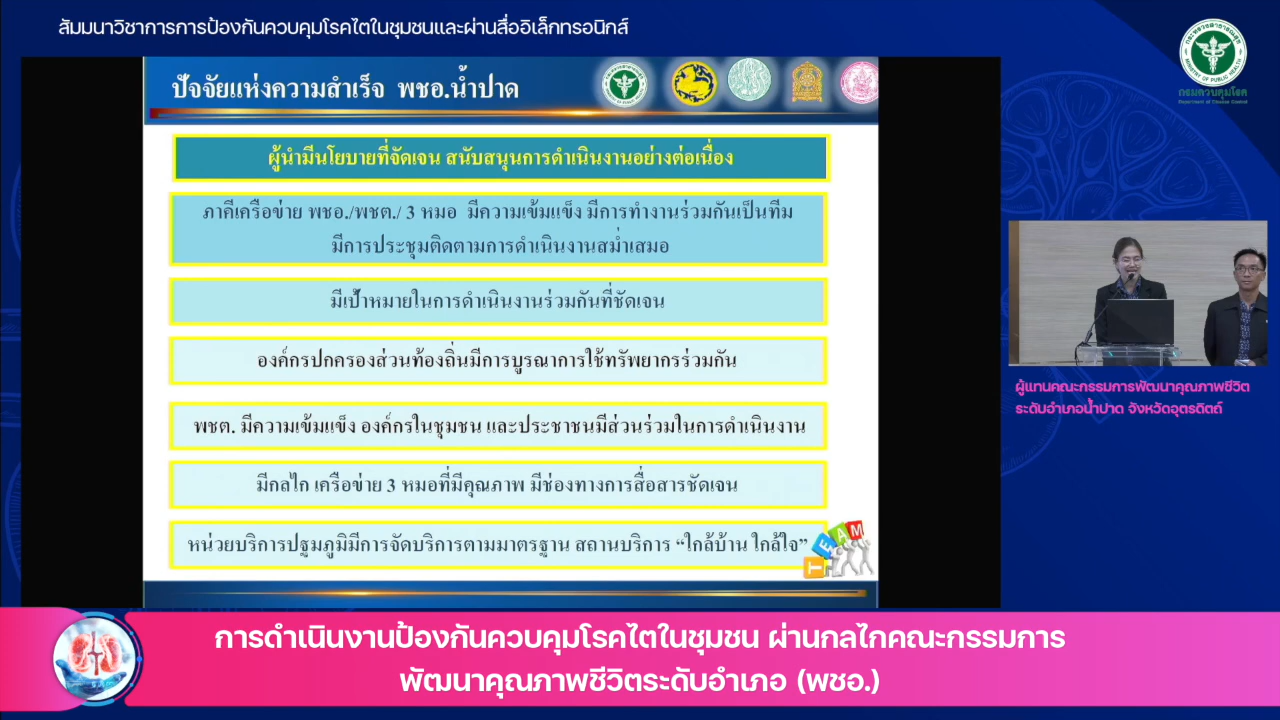 สัมมนาวิชาการการป้องกันควบคุมโรคไตในชุมชนและผ่านสื่ออิเล็กทรอนิกส์
กระทรวงสาธารณสุข
MINISTRY OF PUBLIC HEALTH
กรมควบคุมโรค
Department of Disease Control
ปัจจัยแห่งความสำเร็จ พชอ.น้ำปาด
ผู้นำมีนโยบายที่จัดเจน สนับสนุนการดำเนินงานอย่างต่อเนื่อง
ภาคีเครือข่าย พชอ./พชต./ 3 หมอ มีความเข้มแข็ง มีการทำงานร่วมกันเป็นทีม
มีการประชุมติดตามการดำเนินงานสม่ำเสมอ
มีเป้าหมายในการดำเนินงานร่วมกันที่ชัดเจน
องค์กรปกครองส่วนท้องถิ่นมีการบูรณาการใช้ทรัพยากรร่วมกัน
พชต. มีความเข้มแข็ง องค์กรในชุมชน และประชาชนมีส่วนร่วมในการดำเนินงาน
มีกลไก เครือข่าย 3 หมอที่มีคุณภาพ มีช่องทางการสื่อสารชัดเจน
หน่วยบริการปฐมภูมิมีการจัดบริการตามมาตรฐาน สถานบริการ “ใกล้บ้าน ใกล้ใจ”
TEAM
ผู้แทนคณะกรรมการพัฒนาคุณภาพชีวิต
ระดับอำเภอน้ำปาด จังหวัดอุตรดิตถ์
การดำเนินงานป้องกันควบคุมโรคไตในชุมชน ผ่านกลไกคณะกรรมการ
พัฒนาคุณภาพชีวิตระดับอำเภอ (พชอ.)